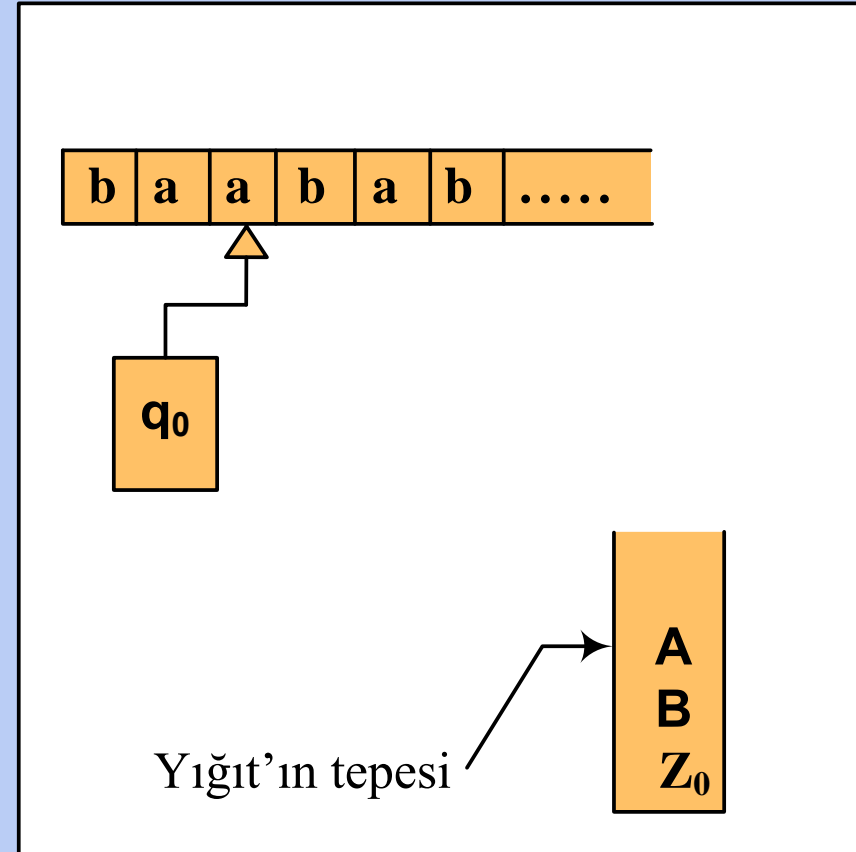 b a a b a b .....
q₀
A
B
Yığıt’ın tepesi
Z₀